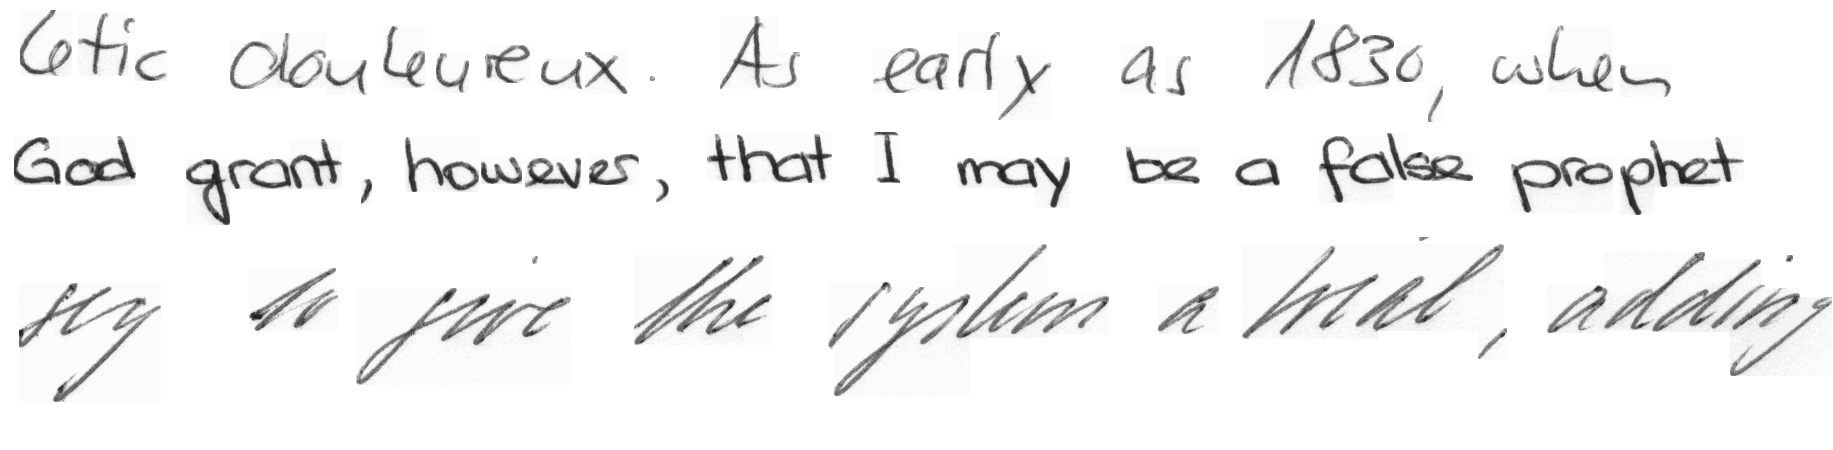 tic douleureux. As early as 1830, when
God grant, however, that I may be a false prophet
try to give the system a trial, adding